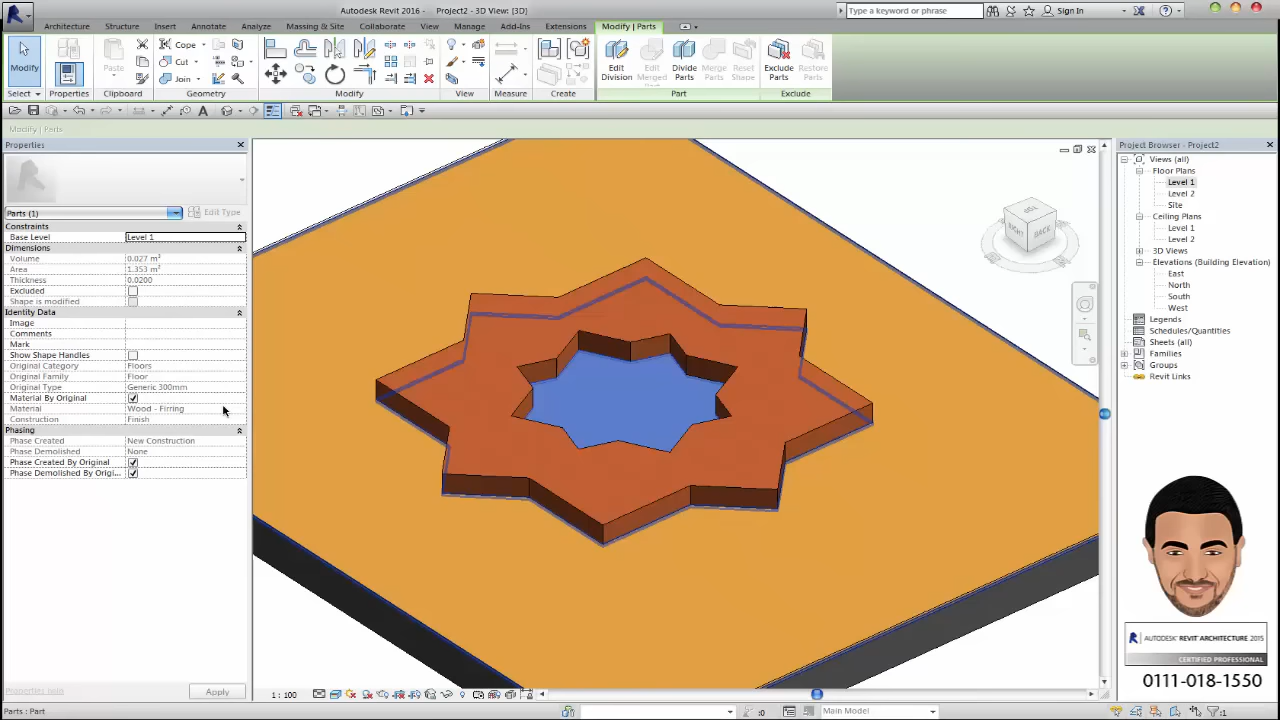 Autodesk Revit 2016 - Project2 - 3D View: {3D}
Type a keyword or phrase
Sign In
Architecture Structure Insert Annotate Analyze Massing & Site Collaborate View Manage Add-Ins Extensions Modify | Parts
Modify
Properties
Paste
Cope
Cut
Join
Edit Division
Edit Merged Part
Divide Parts
Merge Parts
Reset Shape
Exclude Parts
Restore Parts
Select Properties Clipboard Geometry Modify View Measure Create Part Exclude
Modify | Parts
Properties
Parts (1)
Edit Type
Constraints
Base Level Level 1
Dimensions
Volume 0.027 m³
Area 1.353 m²
Thickness 0.0200
Excluded
Shape is modified
Identity Data
Image
Comments
Mark
Show Shape Handles
Original Category Floors
Original Family Floor
Original Type Generic 300mm
Material By Original
Material Wood - Firring
Construction Finish
Phasing
Phase Created New Construction
Phase Demolished None
Phase Created By Original
Phase Demolished By Origi...
Properties help
Apply
TOP
RIGHT
BACK
Project Browser - Project2
Views (all)
Floor Plans
Level 1
Level 2
Site
Ceiling Plans
Level 1
Level 2
3D Views
Elevations (Building Elevation)
East
North
South
West
Legends
Schedules/Quantities
Sheets (all)
Families
Groups
Revit Links
AUTODESK® REVIT® ARCHITECTURE 2015
CERTIFIED PROFESSIONAL
0111-018-1550
1 : 100
Parts : Part
:0
Main Model
:1